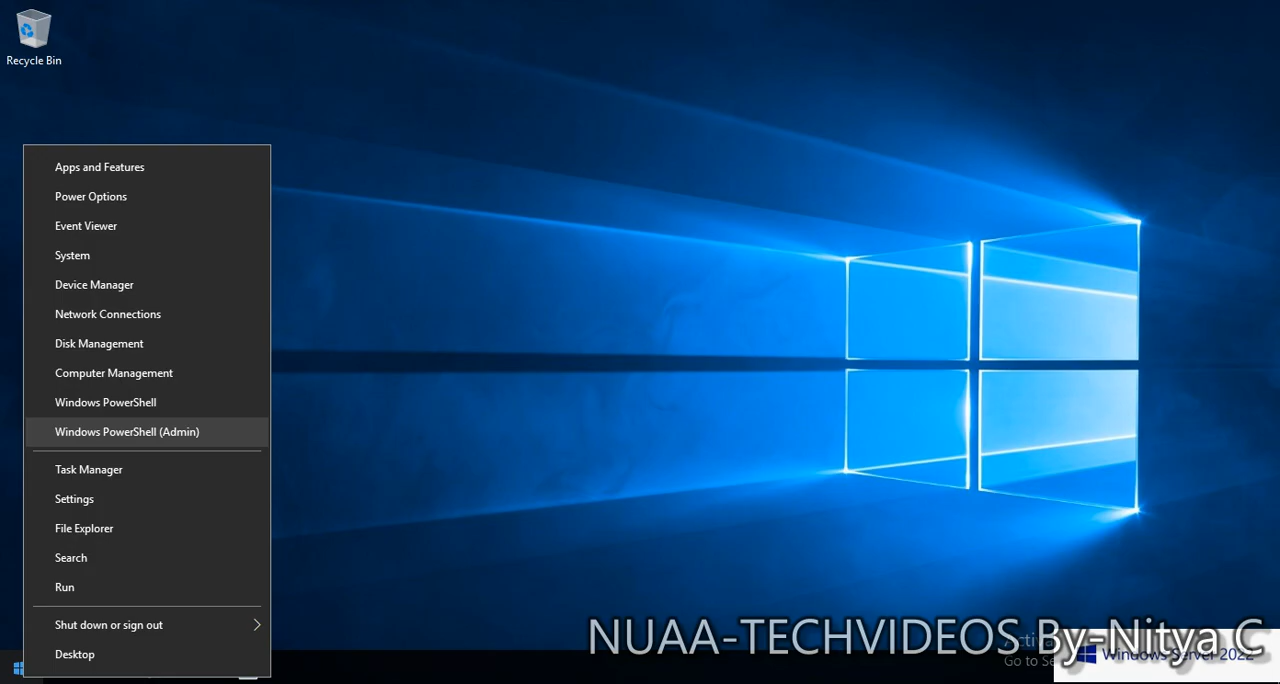 Recycle Bin
Apps and Features
Power Options
Event Viewer
System
Device Manager
Network Connections
Disk Management
Computer Management
Windows PowerShell
Windows PowerShell (Admin)
Task Manager
Settings
File Explorer
Search
Run
Shut down or sign out
Desktop
NUAA-TECHVIDEOS By-Nitya C
Go to
Windows Server 2022